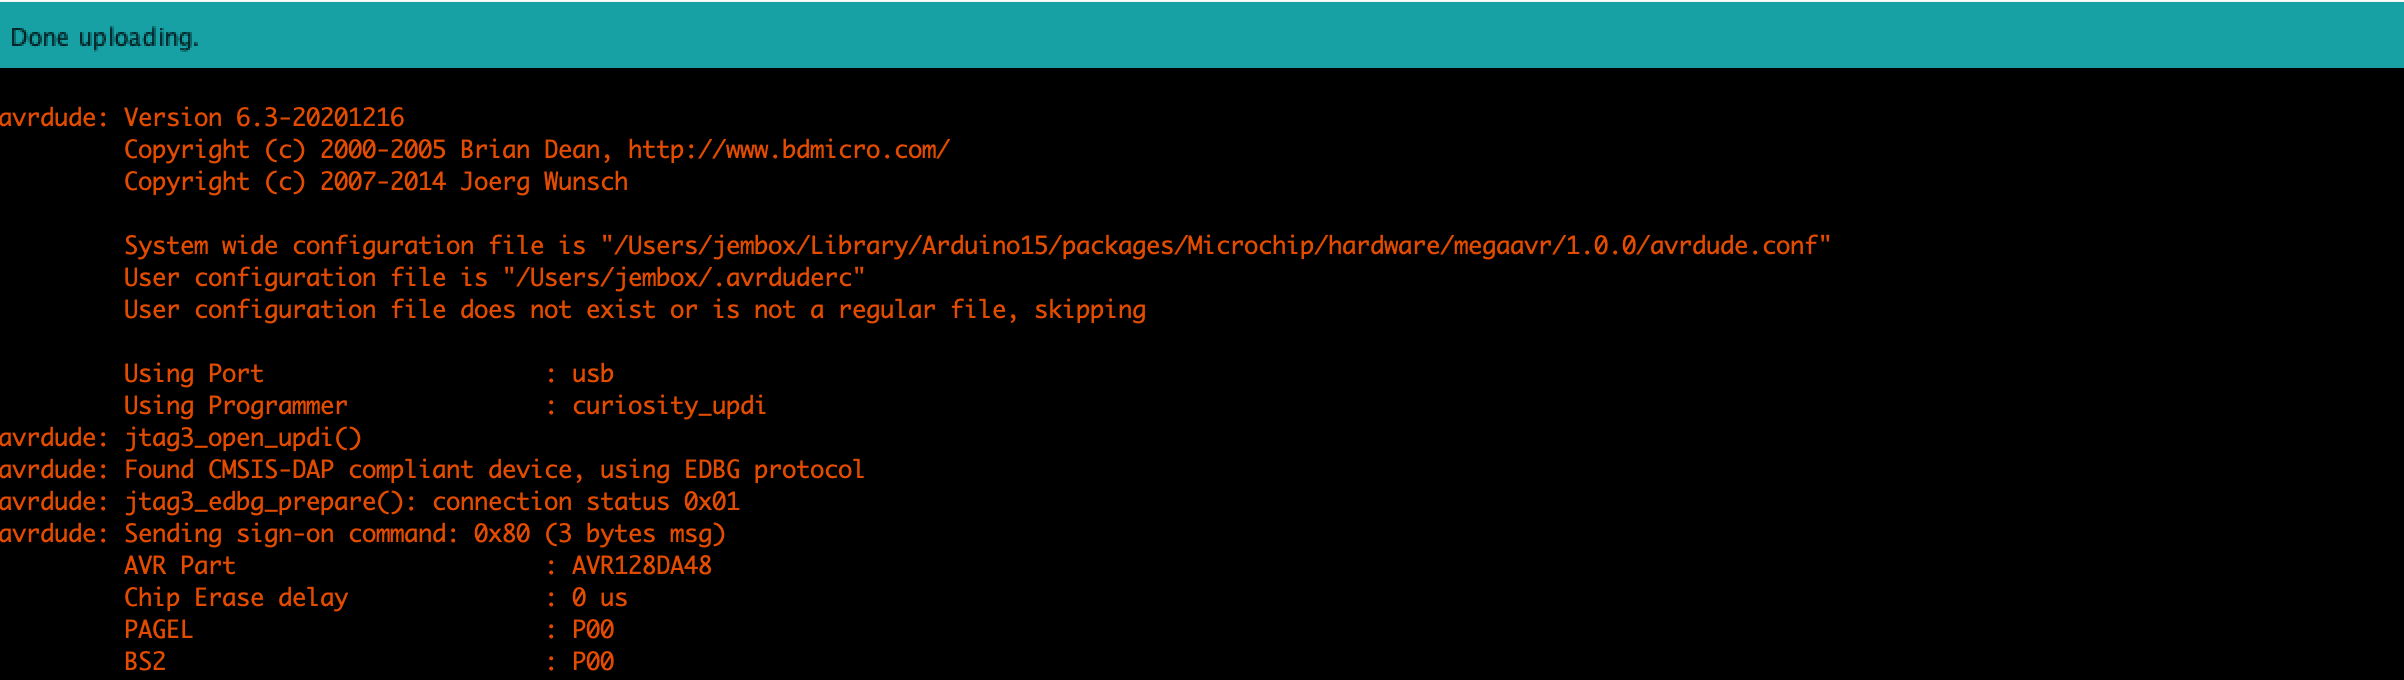 Done uploading.
avrdude: Version 6.3-20201216
Copyright (c) 2000-2005 Brian Dean, http://www.bdmicro.com/
Copyright (c) 2007-2014 Joerg Wunsch
System wide configuration file is "/Users/jembox/Library/Arduino15/packages/Microchip/hardware/megaavr/1.0.0/avrdude.conf"
User configuration file is "/Users/jembox/.avrduderc"
User configuration file does not exist or is not a regular file, skipping
Using Port : usb
Using Programmer : curiosity_updi
avrdude: jtag3_open_updi()
avrdude: Found CMSIS-DAP compliant device, using EDBG protocol
avrdude: jtag3_edbg_prepare(): connection status 0x01
avrdude: Sending sign-on command: 0x80 (3 bytes msg)
AVR Part : AVR128DA48
Chip Erase delay : 0 us
PAGEL : P00
BS2 : P00